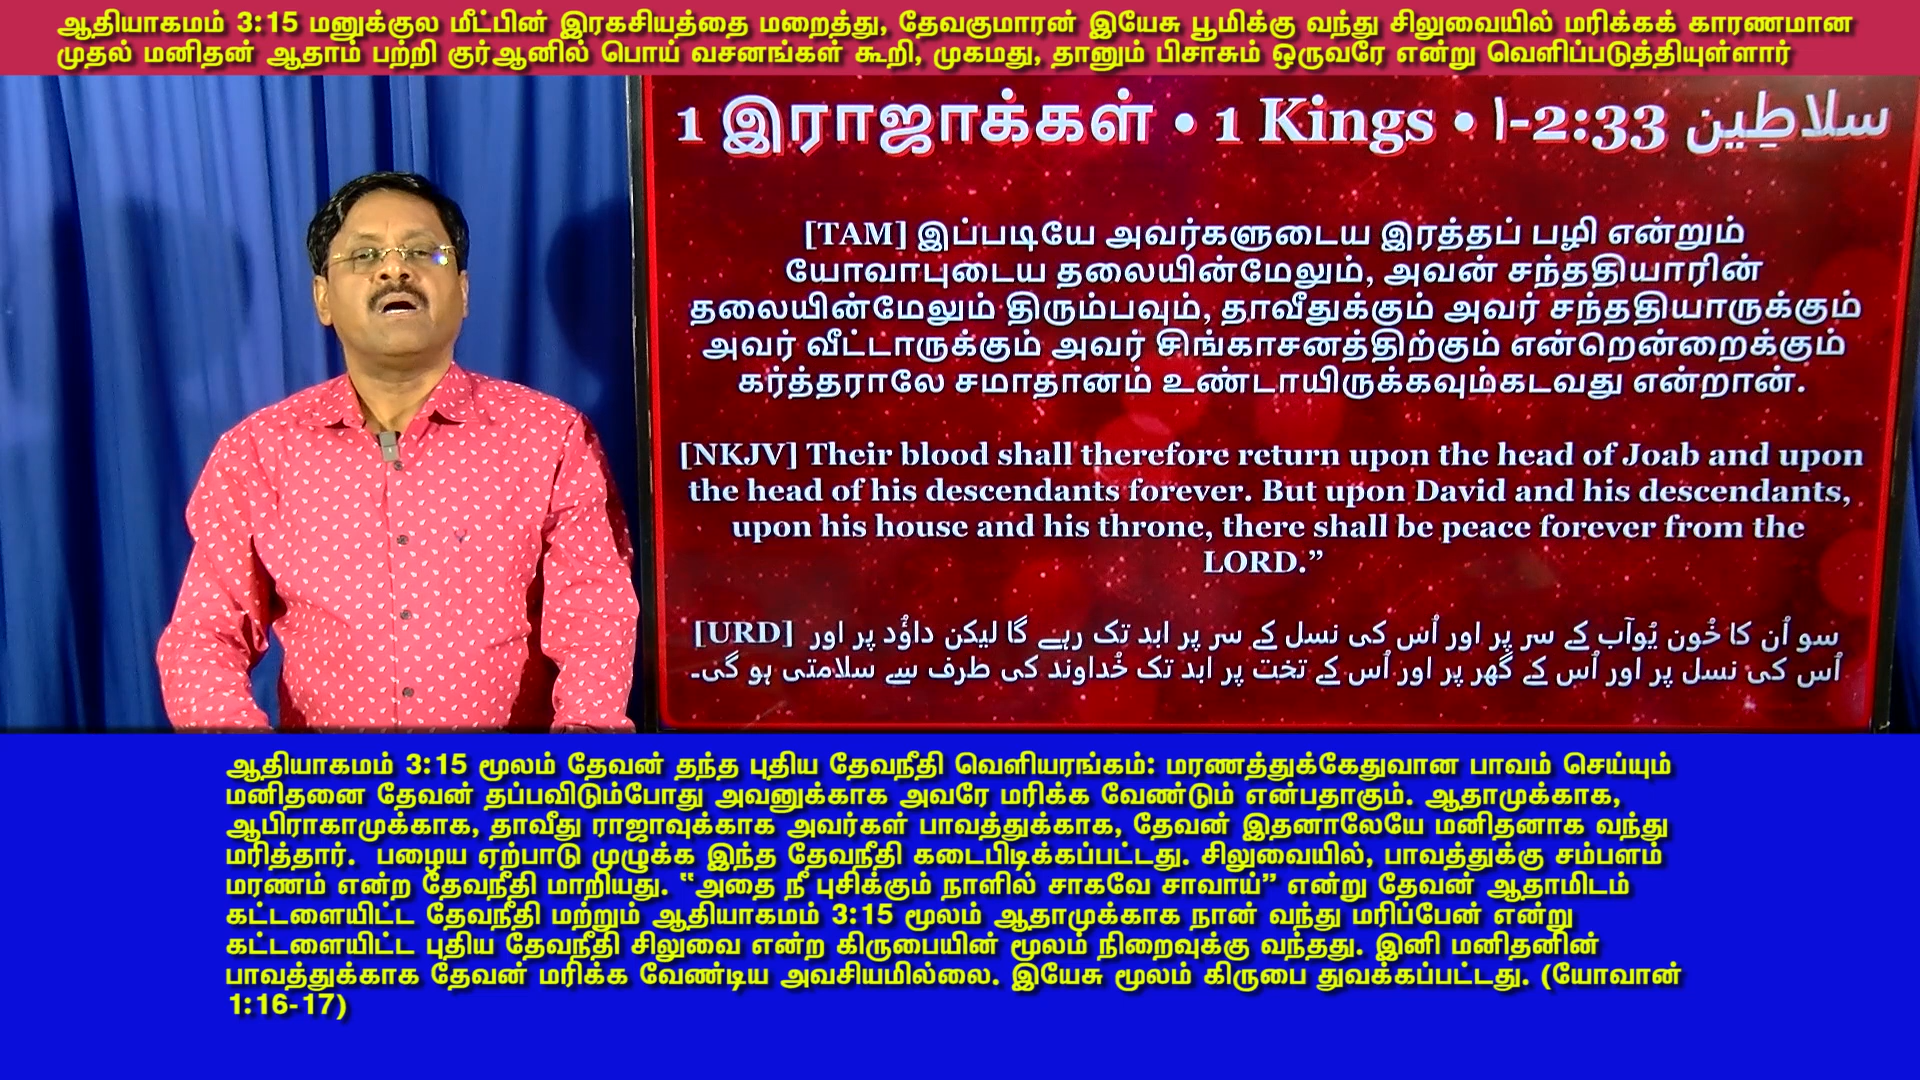 ஆதியாகமம் 3:15 மனுக்குல மீட்பின் இரகசியத்தை மறைத்து, தேவகுமாரன் இயேசு பூமிக்கு வந்து சிலுவையில் மரிக்கக் காரணமான
முதல் மனிதன் ஆதாம் பற்றி குர்ஆனில் பொய் வசனங்கள் கூறி, முகமது, தானும் பிசாசும் ஒருவரே என்று வெளிப்படுத்தியுள்ளார்
1 இராஜாக்கள் • 1 Kings • ۱-سلاطِین 2:33
[TAM] இப்படியே அவர்களுடைய இரத்தப் பழி என்றும்
யோவாபுடைய தலையின்மேலும், அவன் சந்ததியாரின்
தலையின்மேலும் திரும்பவும், தாவீதுக்கும் அவர் சந்ததியாருக்கும்
அவர் வீட்டாருக்கும் அவர் சிங்காசனத்திற்கும் என்றென்றைக்கும்
கர்த்தராலே சமாதானம் உண்டாயிருக்கவும்கடவது என்றான்.
[NKJV] Their blood shall therefore return upon the head of Joab and upon
the head of his descendants forever. But upon David and his descendants,
upon his house and his throne, there shall be peace forever from the
LORD.”
[URD] سو اُن کا خُون یُوآب کے سر پر اور اُس کی نسل کے سر پر ابد تک رہے گا لیکن داؤُد پر اور
اُس کی نسل پر اور اُس کے گھر پر اور اُس کے تخت پر ابد تک خُداوند کی طرف سے سلامتی ہو گی۔
ஆதியாகமம் 3:15 மூலம் தேவன் தந்த புதிய தேவநீதி வெளியரங்கம்: மரணத்துக்கேதுவான பாவம் செய்யும்
மனிதனை தேவன் தப்பவிடும்போது அவனுக்காக அவரே மரிக்க வேண்டும் என்பதாகும். ஆதாமுக்காக,
ஆபிராகாமுக்காக, தாவீது ராஜாவுக்காக அவர்கள் பாவத்துக்காக, தேவன் இதனாலேயே மனிதனாக வந்து
மரித்தார். பழைய ஏற்பாடு முழுக்க இந்த தேவநீதி கடைபிடிக்கப்பட்டது. சிலுவையில், பாவத்துக்கு சம்பளம்
மரணம் என்ற தேவநீதி மாறியது. “அதை நீ புசிக்கும் நாளில் சாகவே சாவாய்” என்று தேவன் ஆதாமிடம்
கட்டளையிட்ட தேவநீதி மற்றும் ஆதியாகமம் 3:15 மூலம் ஆதாமுக்காக நான் வந்து மரிப்பேன் என்று
கட்டளையிட்ட புதிய தேவநீதி சிலுவை என்ற கிருபையின் மூலம் நிறைவுக்கு வந்தது. இனி மனிதனின்
பாவத்துக்காக தேவன் மரிக்க வேண்டிய அவசியமில்லை. இயேசு மூலம் கிருபை துவக்கப்பட்டது. (யோவான்
1:16-17)